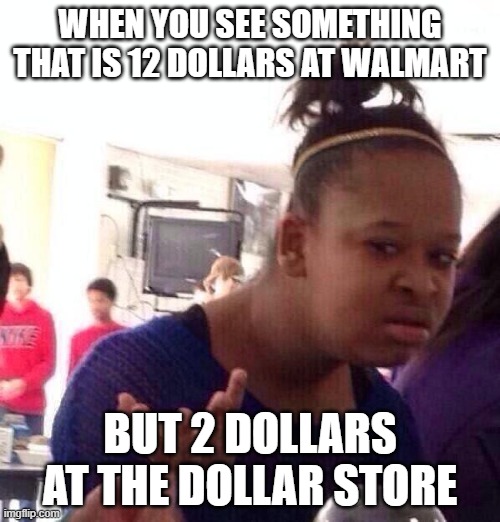 WHEN YOU SEE SOMETHING
THAT IS 12 DOLLARS AT WALMART
BUT 2 DOLLARS
AT THE DOLLAR STORE
imgflip.com